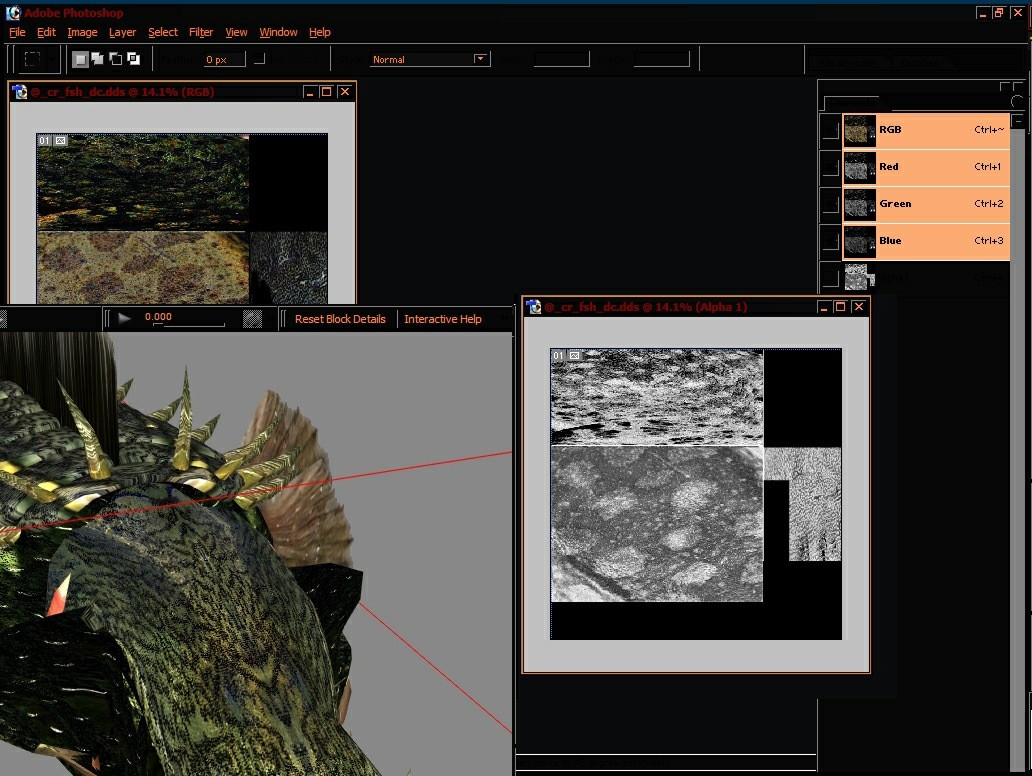 Adobe Photoshop
File Edit Image Layer Select Filter View Window Help
0 px
Normal
@_cr_fsh_dc.dds @ 14.1% (RGB)
01
RGB Ctrl+~
Red Ctrl+1
Green Ctrl+2
Blue Ctrl+3
0.000
Reset Block Details
Interactive Help
@_cr_fsh_dc.dds @ 14.1% (Alpha 1)
01